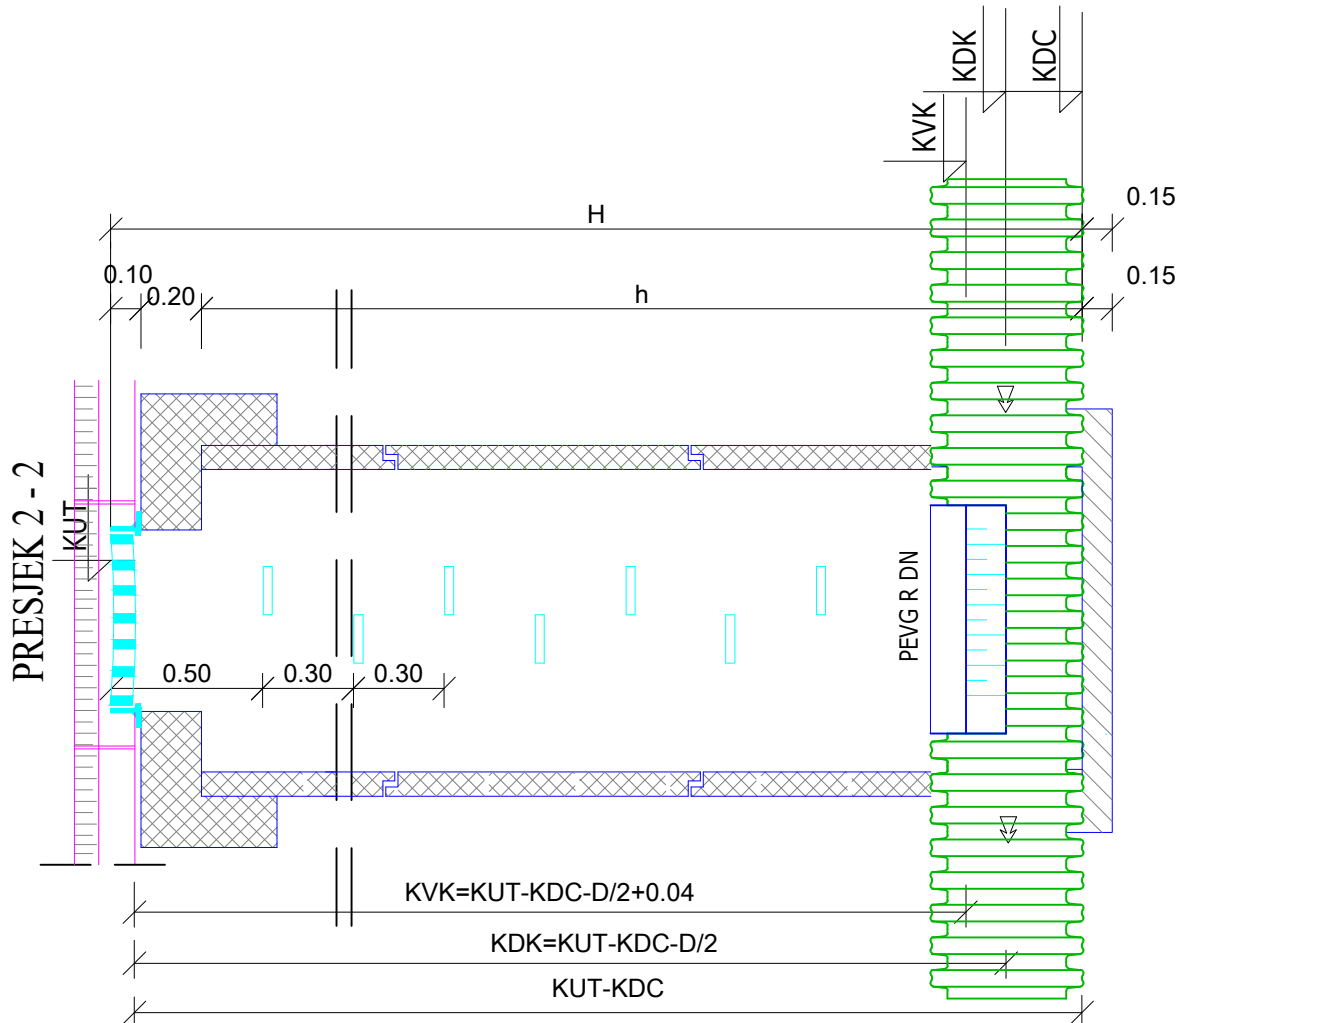 KDK
KDC
KVK
0.15
H
0.10
0.20
h
0.15
PRESJEK 2 - 2
KUT
PEVG R DN
0.50
0.30
0.30
KVK=KUT-KDC-D/2+0.04
KDK=KUT-KDC-D/2
KUT-KDC